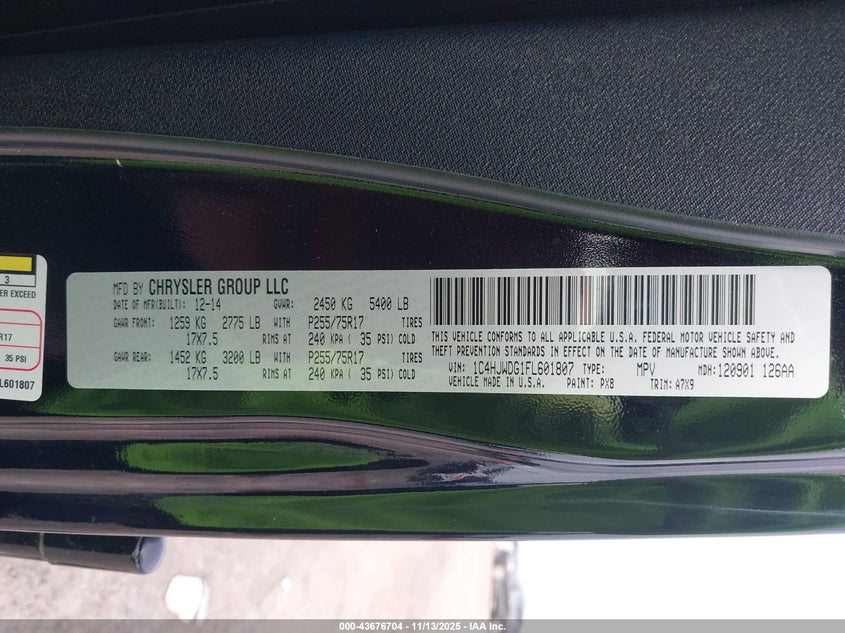 3
ER EXCEED
R17
35 PSI
L601807
MFD BY CHRYSLER GROUP LLC
DATE OF MFR(BUILT): 12-14 GVWR: 2450 KG 5400 LB
GAWR FRONT: 1259 KG 2775 LB WITH P255/75R17 TIRES
17X7.5 RIMS AT 240 KPA ( 35 PSI) COLD
GAWR REAR: 1452 KG 3200 LB WITH P255/75R17 TIRES
17X7.5 RIMS AT 240 KPA ( 35 PSI) COLD
THIS VEHICLE CONFORMS TO ALL APPLICABLE U.S.A. FEDERAL MOTOR VEHICLE SAFETY AND
THEFT PREVENTION STANDARDS IN EFFECT ON THE DATE OF MANUFACTURE SHOWN ABOVE.
VIN: 1C4HJWDG1FL601807 TYPE: MPV MDH: 120901 126AA
VEHICLE MADE IN U.S.A. PAINT: PX8 TRIM: A7X9
000-43676704 | 11/13/2025 - IAA Inc.